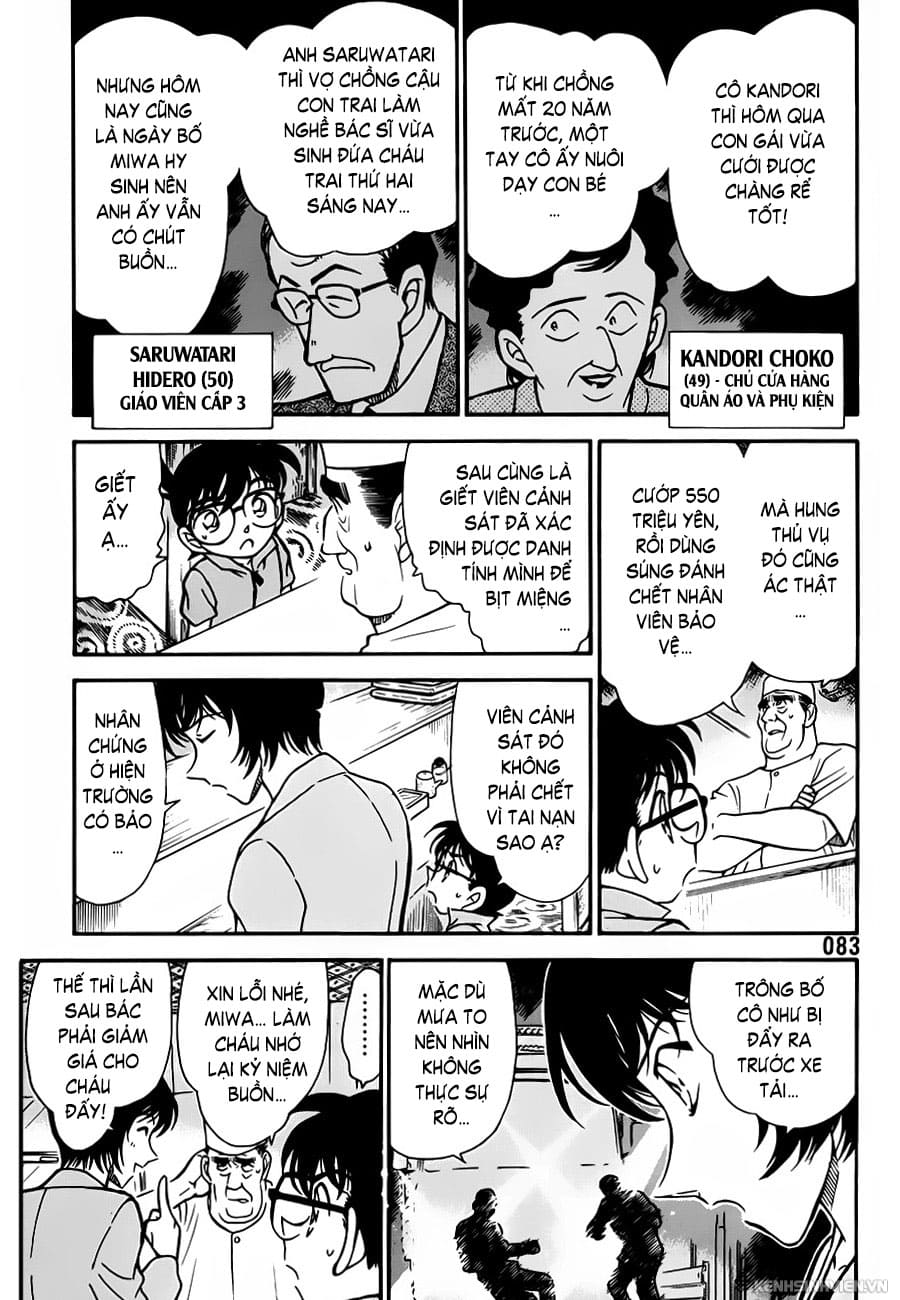 CÔ KANDORI
THÌ HÔM QUA
CON GÁI VỪA
CƯỚI ĐƯỢC
CHÀNG RỂ
TỐT!
TỪ KHI CHỒNG
MẤT 20 NĂM
TRƯỚC, MỘT
TAY CÔ ẤY NUÔI
DẠY CON BÉ
...
KANDORI CHOKO
(49) - CHỦ CỬA HÀNG
QUẦN ÁO VÀ PHỤ KIỆN
ANH SARUWATARI
THÌ VỢ CHỒNG CẬU
CON TRAI LÀM
NGHỀ BÁC SĨ VỪA
SINH ĐỨA CHÁU
TRAI THỨ HAI
SÁNG NAY...
NHƯNG HÔM
NAY CŨNG
LÀ NGÀY BỐ
MIWA HY
SINH NÊN
ANH ẤY VẪN
CÓ CHÚT
BUỒN...
SARUWATARI
HIDERO (50)
GIÁO VIÊN CẤP 3
MÀ HUNG
THỦ VỤ
ĐÓ CŨNG
ÁC THẬT
...
CƯỚP 550
TRIỆU YÊN,
RỒI DÙNG
SÚNG ĐÁNH
CHẾT NHÂN
VIÊN BẢO
VỆ...
SAU CÙNG LÀ
GIẾT VIÊN CẢNH
SÁT ĐÃ XÁC
ĐỊNH ĐƯỢC DANH
TÍNH MÌNH ĐỂ
BỊT MIỆNG
...
GIẾT
ẤY
Ạ...
VIÊN CẢNH
SÁT ĐÓ
KHÔNG
PHẢI CHẾT
VÌ TAI NẠN
SAO Ạ?
NHÂN
CHỨNG
Ở HIỆN
TRƯỜNG
CÓ BẢO
...
083
TRÔNG BỐ
CÔ NHƯ BỊ
ĐẨY RA
TRƯỚC XE
TẢI...
MẶC DÙ
MƯA TO
NÊN NHÌN
KHÔNG
THỰC SỰ
RÕ...
........
XIN LỖI NHÉ,
MIWA... LÀM
CHÁU NHỚ
LẠI KỶ NIỆM
BUỒN...
THẾ THÌ LẦN
SAU BÁC
PHẢI GIẢM
GIÁ CHO
CHÁU
ĐẤY!
KENHSINHVIEN.VN